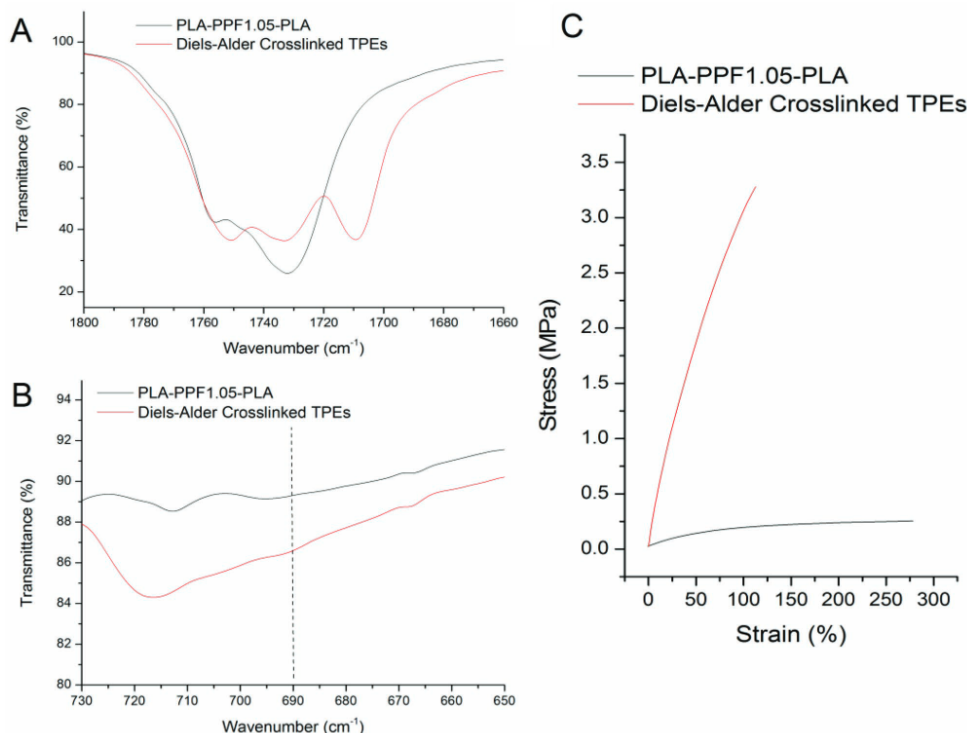 A
PLA-PPF1.05-PLA
Diels-Alder Crosslinked TPEs
Transmittance (%)
100
80
60
40
20
1800 1780 1760 1740 1720 1700 1680 1660
Wavenumber (cm-1)
B
PLA-PPF1.05-PLA
Diels-Alder Crosslinked TPEs
Transmittance (%)
94
92
90
88
86
84
82
80
730 720 710 700 690 680 670 660 650
Wavenumber (cm-1)
C
PLA-PPF1.05-PLA
Diels-Alder Crosslinked TPEs
Stress (MPa)
3.5
3.0
2.5
2.0
1.5
1.0
0.5
0.0
0 50 100 150 200 250 300
Strain (%)